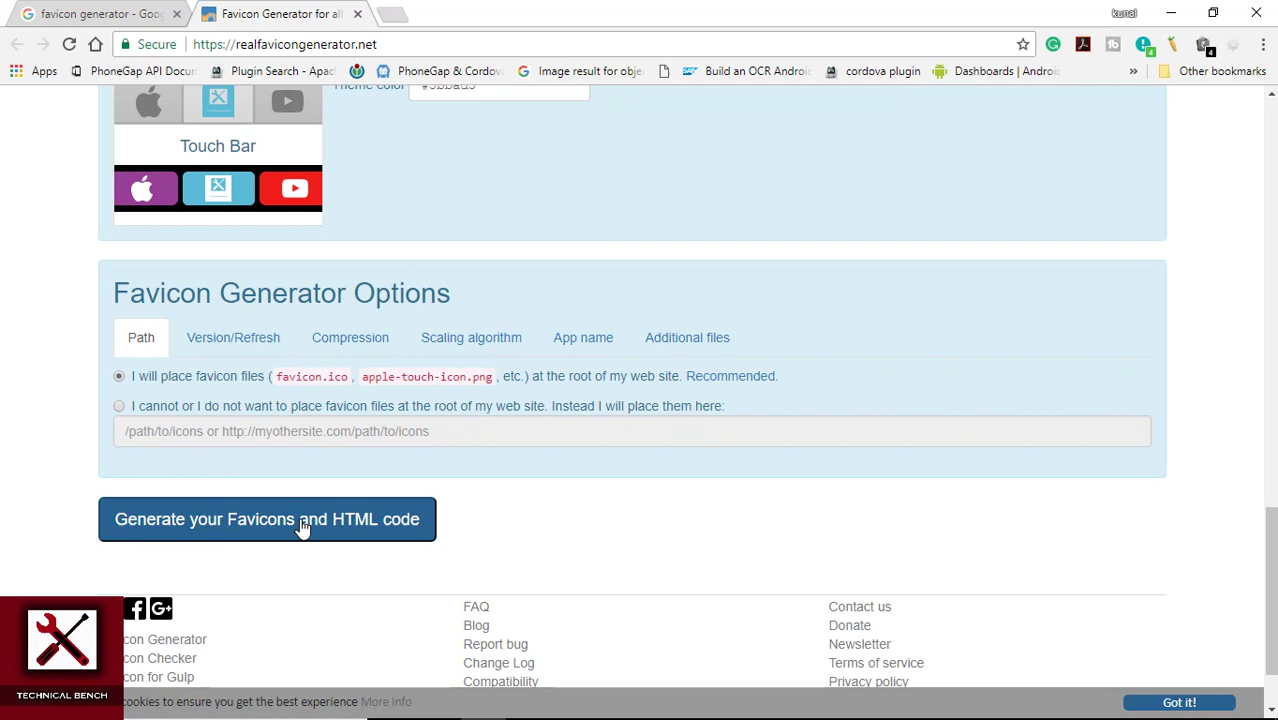 favicon generator - Goo
Favicon Generator for all
kunal
Secure
https://realfavicongenerator.net
4
4
Apps
PhoneGap API Docu
Plugin Search - Apac
PhoneGap & Cordov
Image result for obje
Build an OCR Androi
cordova plugin
Dashboards | Androi
»
Other bookmarks
Theme color
Touch Bar
Favicon Generator Options
Path
Version/Refresh
Compression
Scaling algorithm
App name
Additional files
I will place favicon files (favicon.ico, apple-touch-icon.png, etc.) at the root of my web site. Recommended.
I cannot or I do not want to place favicon files at the root of my web site. Instead I will place them here:
/path/to/icons or http://myothersite.com/path/to/icons
Generate your Favicons and HTML code
FAQ
Contact us
Blog
Donate
con Generator
Report bug
Newsletter
con Checker
Change Log
Terms of service
con for Gulp
Compatibility
Privacy policy
TECHNICAL BENCH
cookies to ensure you get the best experience More info
Got it!